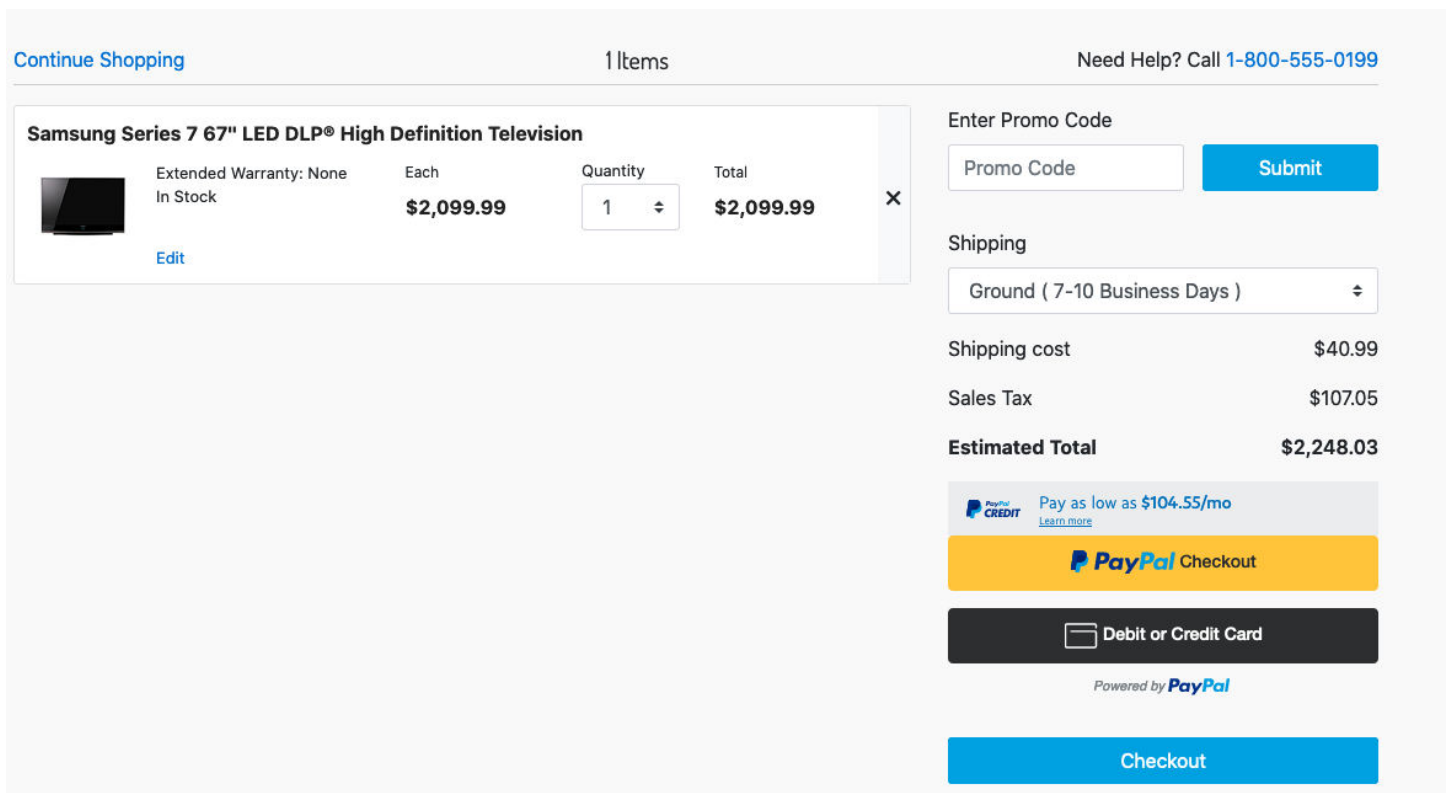 Continue Shopping
1 Items
Need Help? Call 1-800-555-0199
Samsung Series 7 67" LED DLP® High Definition Television
Extended Warranty: None
In Stock
Edit
Each
$2,099.99
Quantity
1
Total
$2,099.99
×
Enter Promo Code
Promo Code
Submit
Shipping
Ground ( 7-10 Business Days )
Shipping cost $40.99
Sales Tax $107.05
Estimated Total $2,248.03
PayPal
CREDIT
Pay as low as $104.55/mo
Learn more
PayPal Checkout
Debit or Credit Card
Powered by PayPal
Checkout